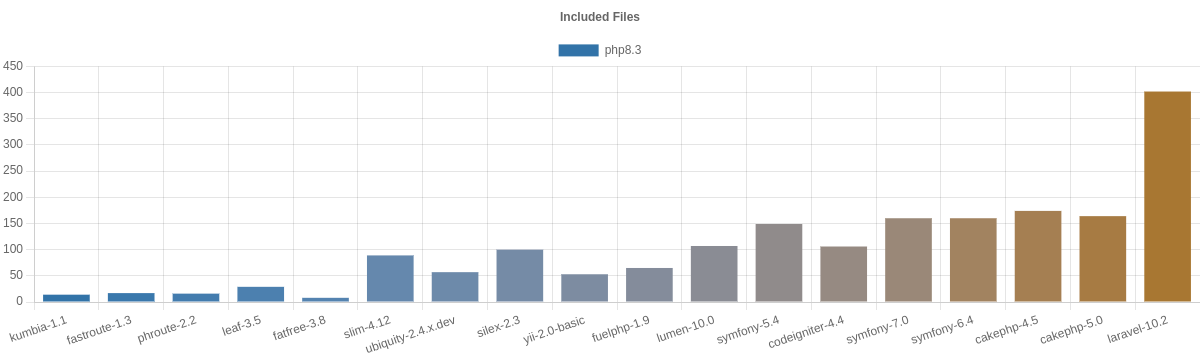 Included Files
php8.3
450
400
350
300
250
200
150
100
50
0
kumbia-1.1
fastroute-1.3
phroute-2.2
leaf-3.5
fatfree-3.8
slim-4.12
ubiquity-2.4.x.dev
silex-2.3
yii-2.0-basic
fuelphp-1.9
lumen-10.0
symfony-5.4
codeigniter-4.4
symfony-7.0
symfony-6.4
cakephp-4.5
cakephp-5.0
laravel-10.2